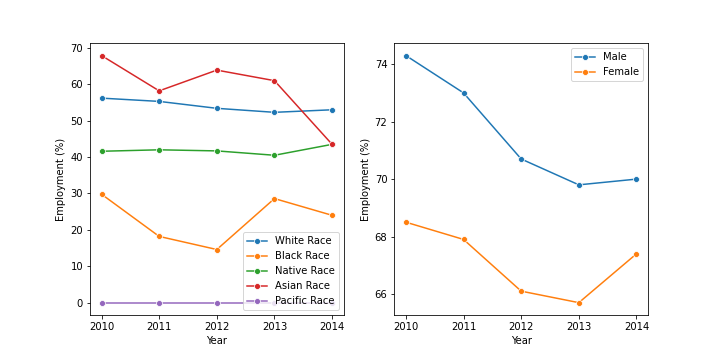 70
60
50
40
30
20
10
0
Employment (%)
2010 2011 2012 2013 2014
Year
White Race
Black Race
Native Race
Asian Race
Pacific Race
74
72
70
68
66
Employment (%)
2010 2011 2012 2013 2014
Year
Male
Female